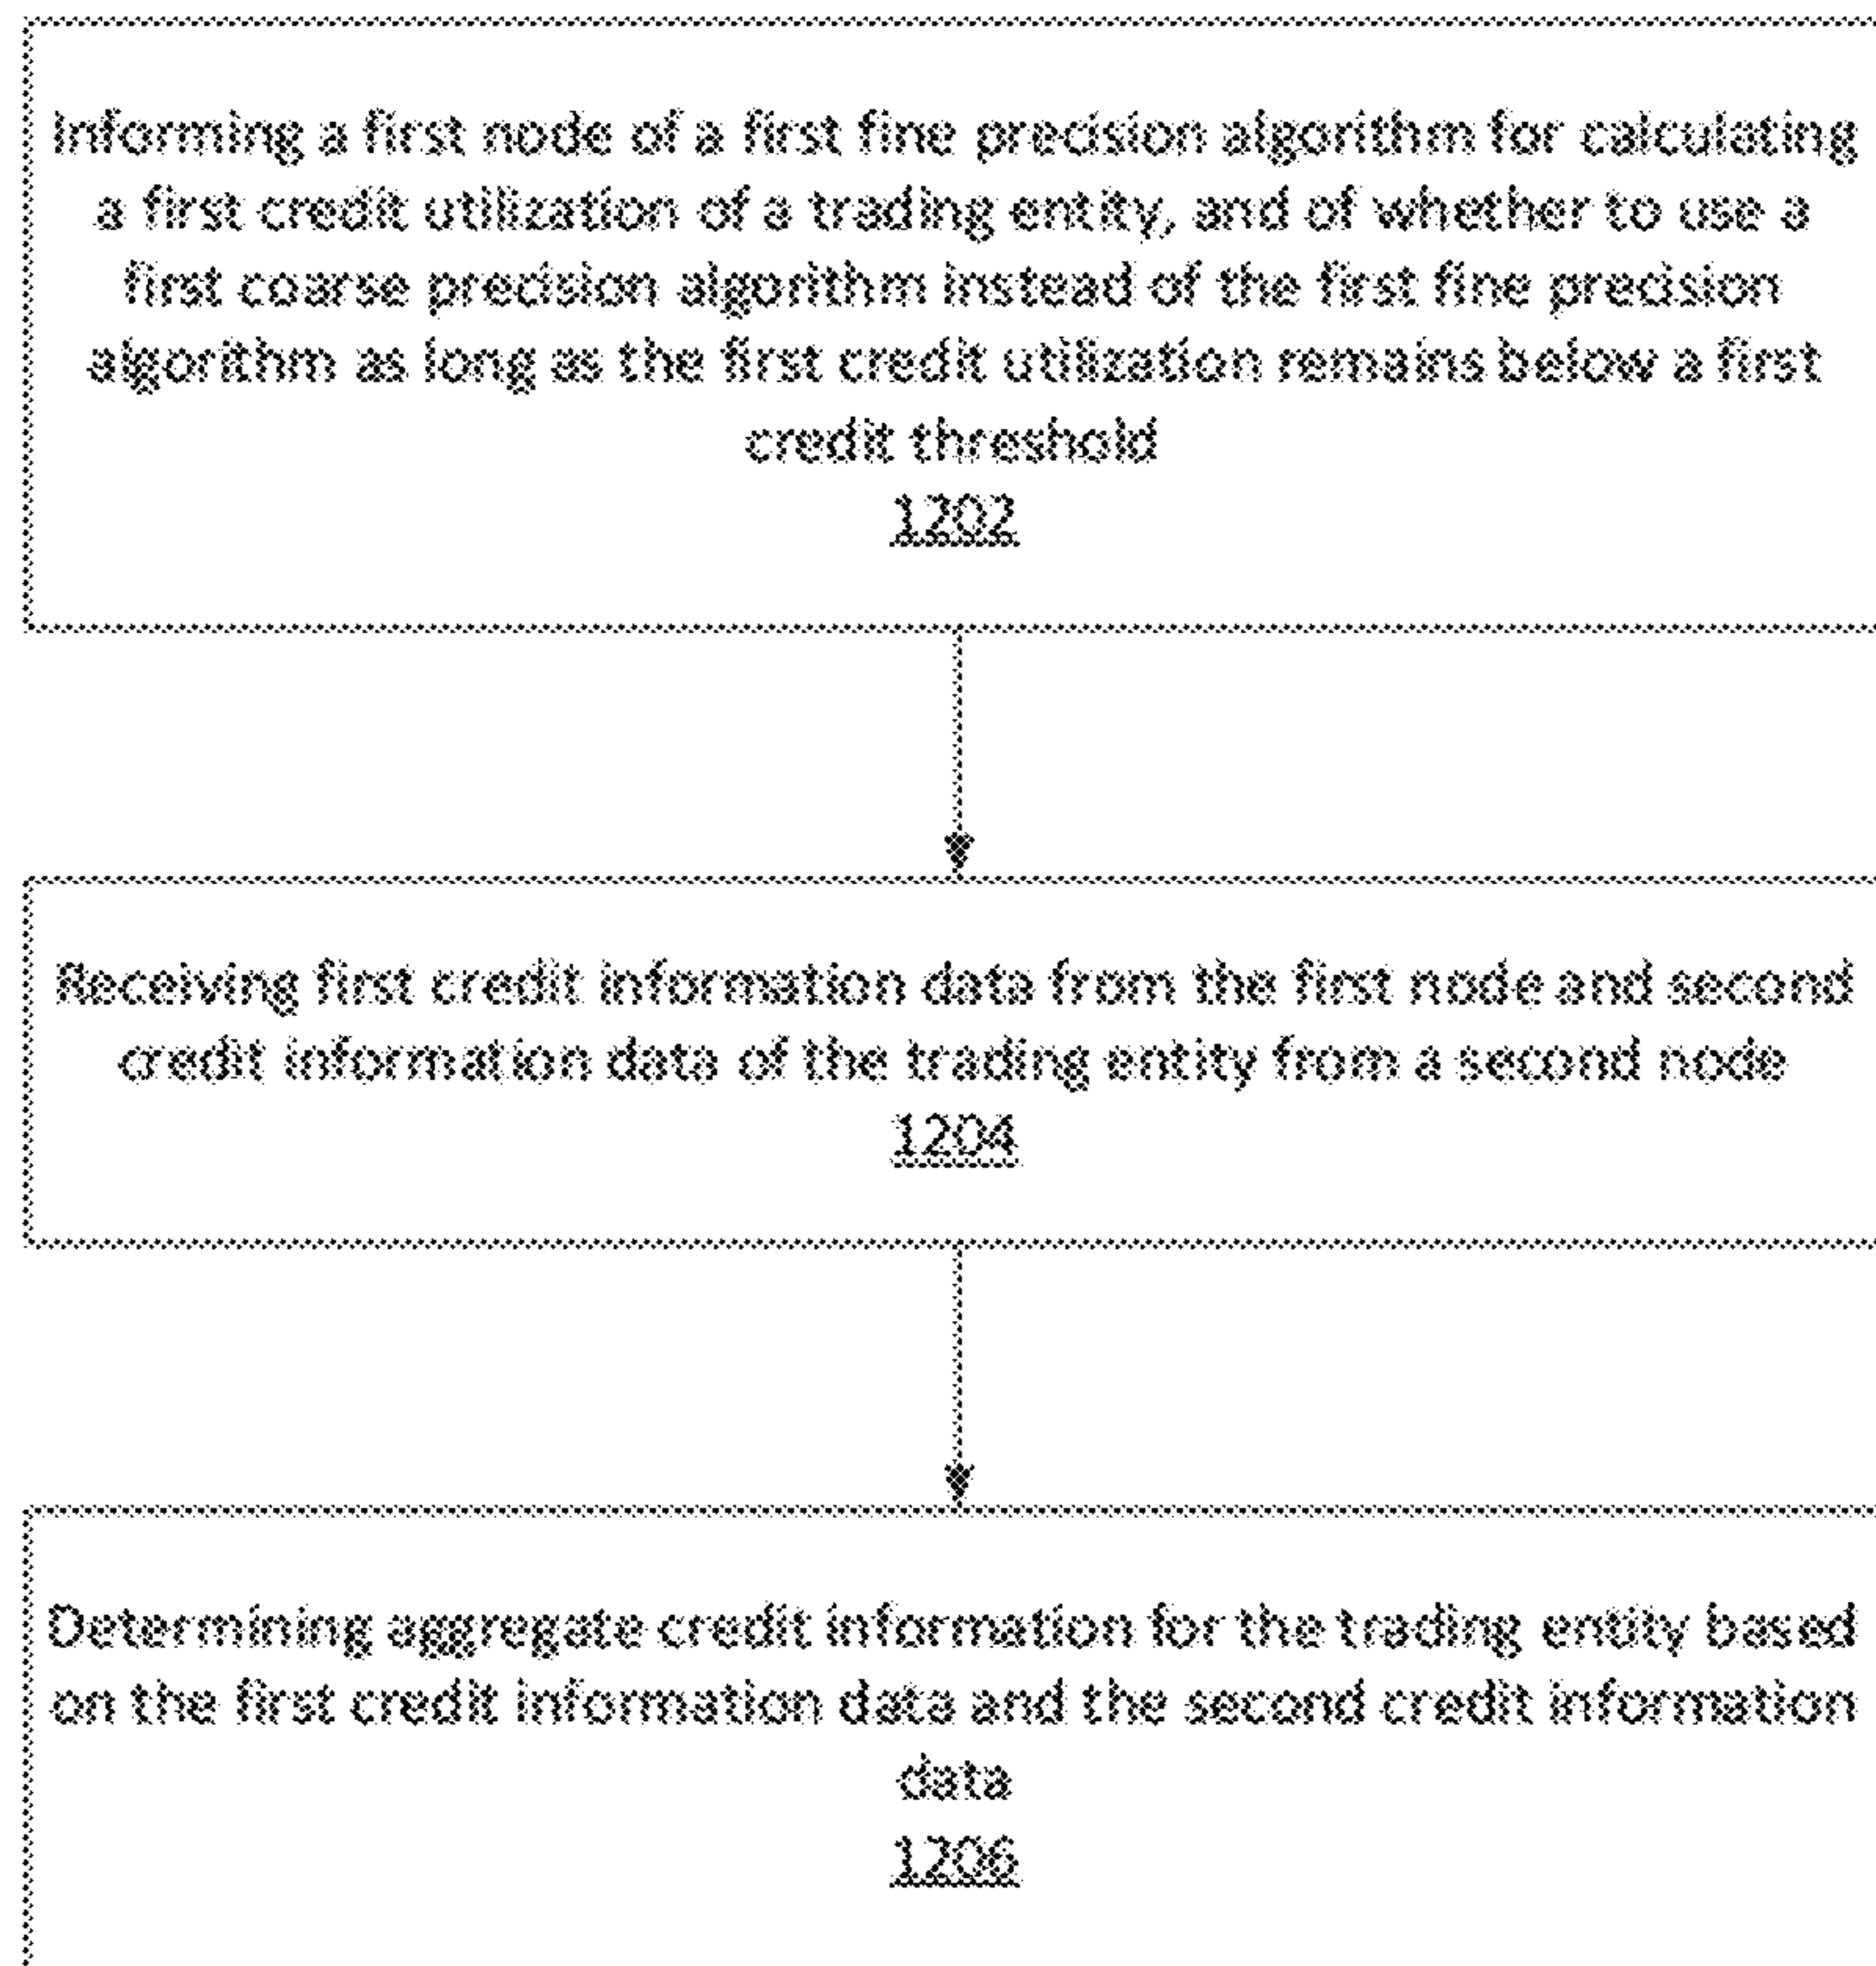 Informing a first node of a first fine precision algorithm for calculating
a first credit utilization of a trading entity, and of whether to use a
first coarse precision algorithm instead of the first fine precision
algorithm as long as the first credit utilization remains below a first
credit threshold
1202
Receiving first credit information data from the first node and second
credit information data of the trading entity from a second node
1204
Determining aggregate credit information for the trading entity based
on the first credit information data and the second credit information
data
1206